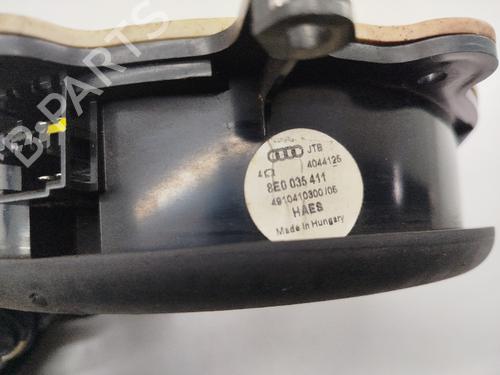 B-PARTS
JTB
4Ω 4044125
8E0 035 411
4910410300/06
HAES
Made in Hungary